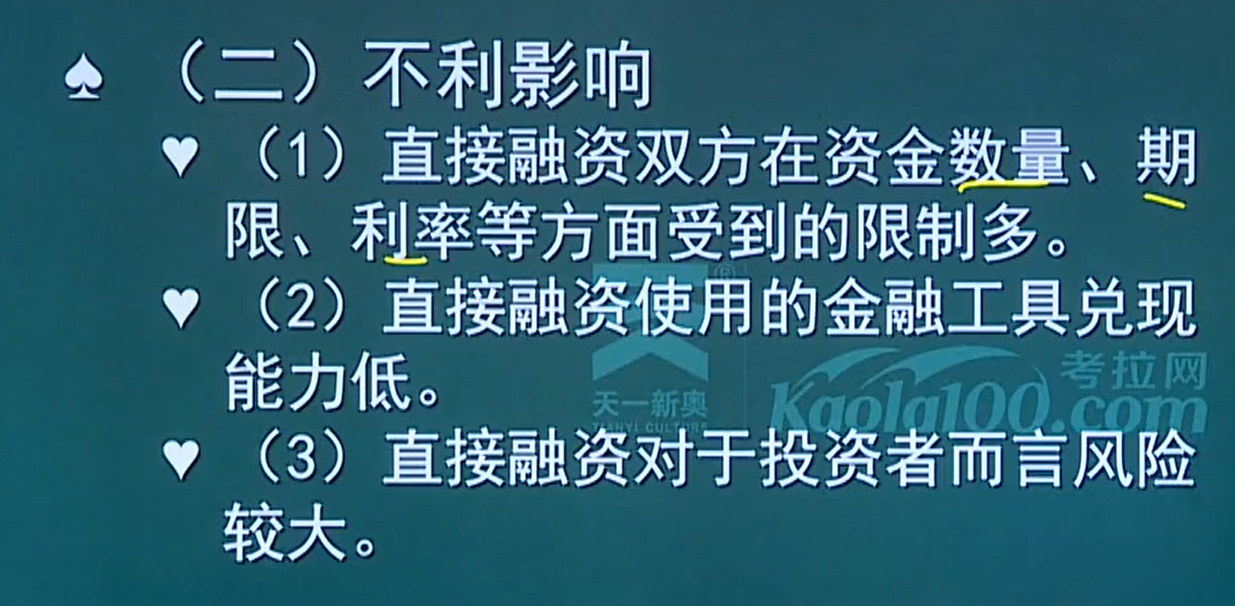 ♠ （二）不利影响
♥ （1）直接融资双方在资金数量、期
限、利率等方面受到的限制多。
♥ （2）直接融资使用的金融工具兑现
能力低。
♥ （3）直接融资对于投资者而言风险
较大。
®
天一新奥
TIANYI CULTURE
考拉网
Kaola100.com